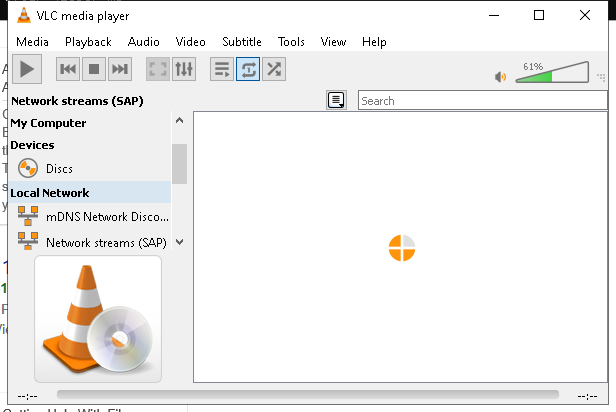 VLC media player
Media Playback Audio Video Subtitle Tools View Help
61%
Network streams (SAP)
Search
My Computer
Devices
Discs
Local Network
mDNS Network Disco...
Network streams (SAP)
--:-- --:--